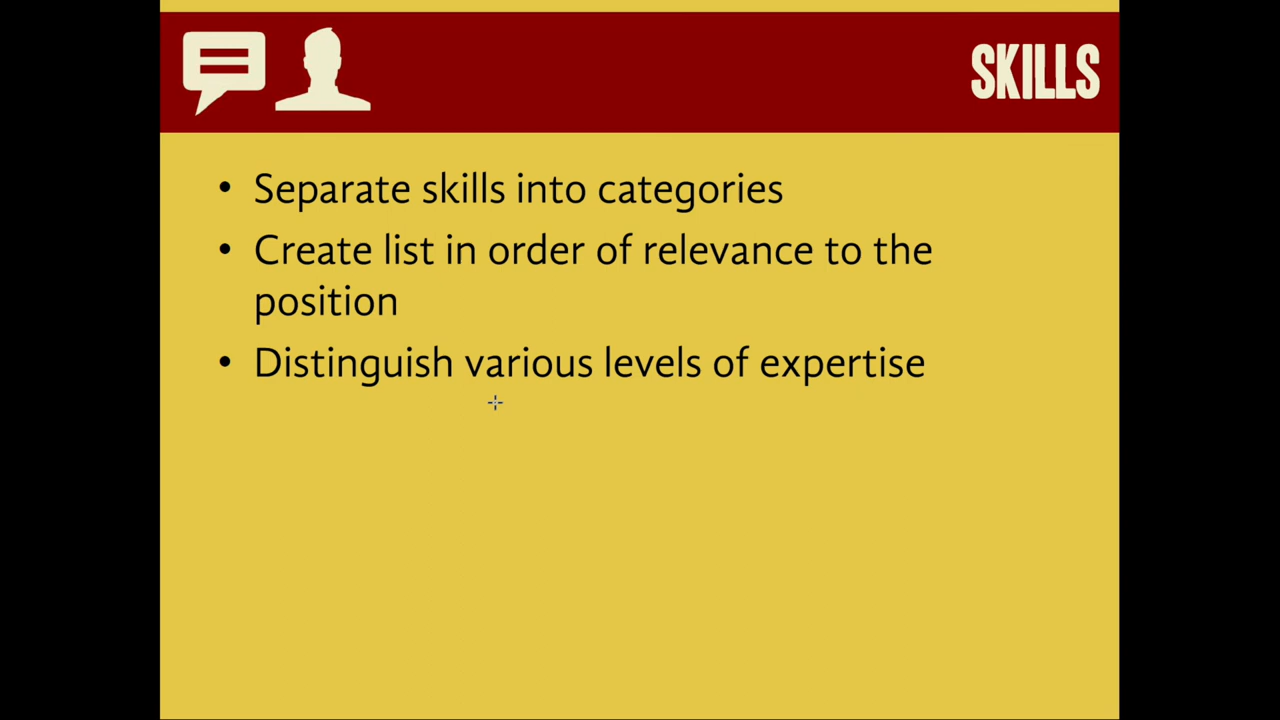 SKILLS
• Separate skills into categories
• Create list in order of relevance to the
position
• Distinguish various levels of expertise